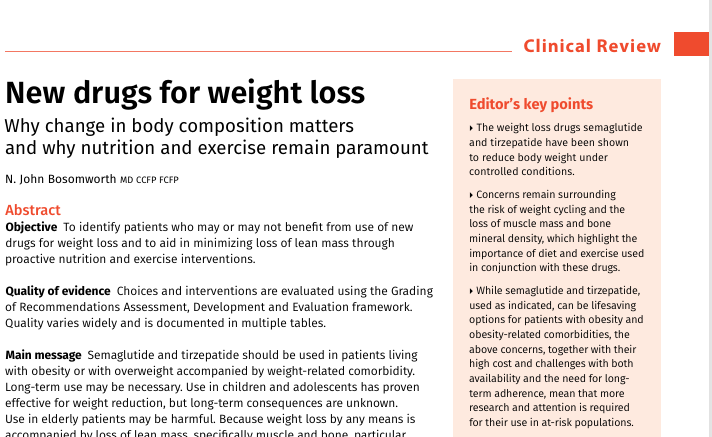 Clinical Review
New drugs for weight loss
Why change in body composition matters
and why nutrition and exercise remain paramount
N. John Bosomworth MD CCFP FCFP
Abstract
Objective To identify patients who may or may not benefit from use of new
drugs for weight loss and to aid in minimizing loss of lean mass through
proactive nutrition and exercise interventions.
Quality of evidence Choices and interventions are evaluated using the Grading
of Recommendations Assessment, Development and Evaluation framework.
Quality varies widely and is documented in multiple tables.
Main message Semaglutide and tirzepatide should be used in patients living
with obesity or with overweight accompanied by weight-related comorbidity.
Long-term use may be necessary. Use in children and adolescents has proven
effective for weight reduction, but long-term consequences are unknown.
Use in elderly patients may be harmful. Because weight loss by any means is
accompanied by loss of lean mass, specifically muscle and bone, particular
Editor's key points
‣ The weight loss drugs semaglutide
and tirzepatide have been shown
to reduce body weight under
controlled conditions.
‣ Concerns remain surrounding
the risk of weight cycling and the
loss of muscle mass and bone
mineral density, which highlight the
importance of diet and exercise used
in conjunction with these drugs.
‣ While semaglutide and tirzepatide,
used as indicated, can be lifesaving
options for patients with obesity and
obesity-related comorbidities, the
above concerns, together with their
high cost and challenges with both
availability and the need for long-
term adherence, mean that more
research and attention is required
for their use in at-risk populations.